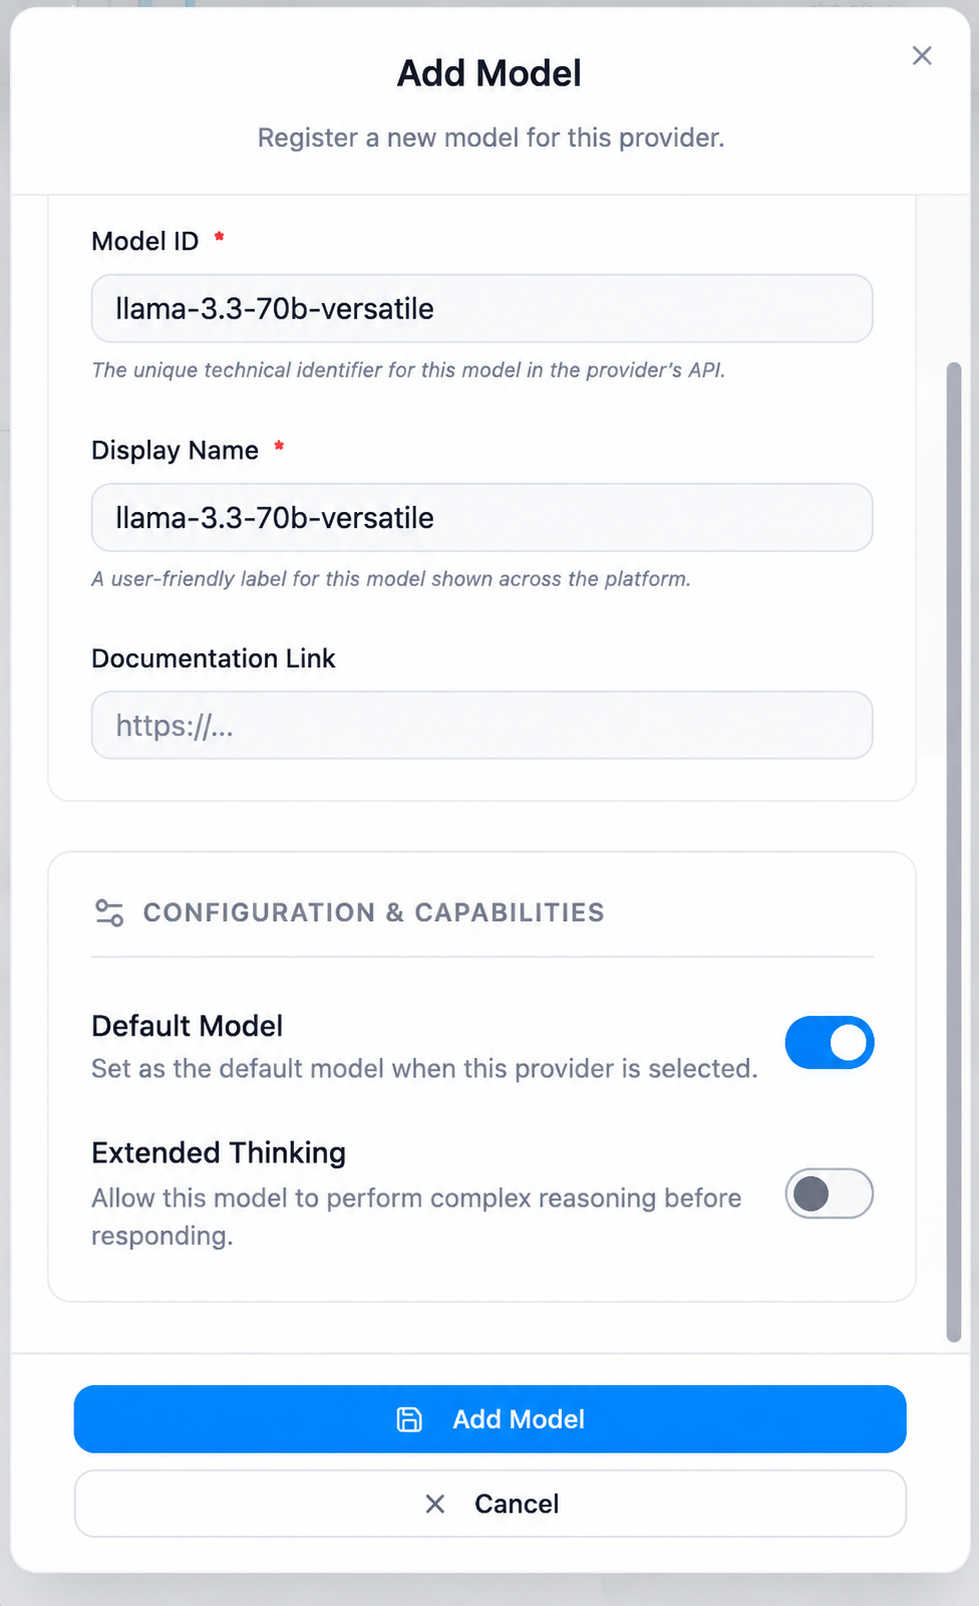 Add Model
Register a new model for this provider.
Model ID *
llama-3.3-70b-versatile
The unique technical identifier for this model in the provider's API.
Display Name *
llama-3.3-70b-versatile
A user-friendly label for this model shown across the platform.
Documentation Link
https://...
CONFIGURATION & CAPABILITIES
Default Model
Set as the default model when this provider is selected.
Extended Thinking
Allow this model to perform complex reasoning before
responding.
Add Model
Cancel